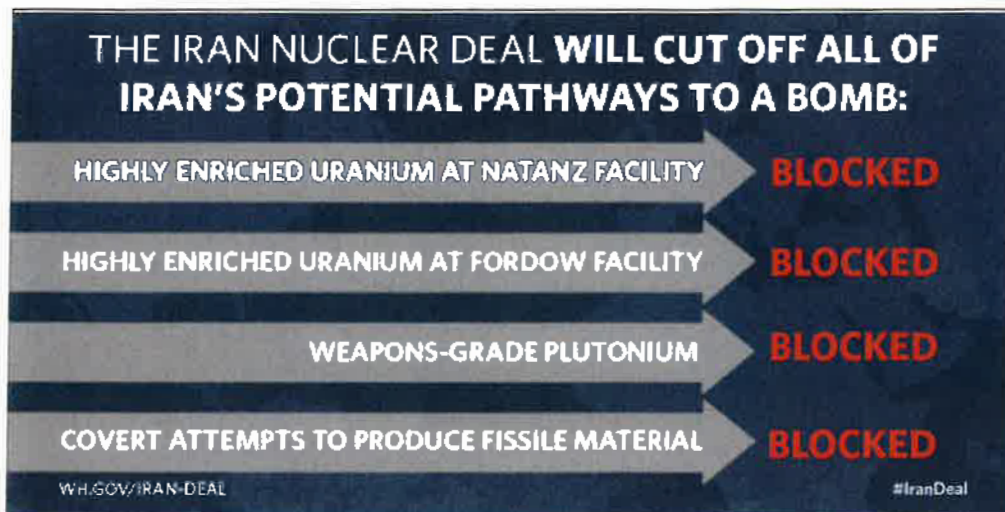 THE IRAN NUCLEAR DEAL WILL CUT OFF ALL OF
IRAN'S POTENTIAL PATHWAYS TO A BOMB:
HIGHLY ENRICHED URANIUM AT NATANZ FACILITY
BLOCKED
HIGHLY ENRICHED URANIUM AT FORDOW FACILITY
BLOCKED
WEAPONS-GRADE PLUTONIUM
BLOCKED
COVERT ATTEMPTS TO PRODUCE FISSILE MATERIAL
BLOCKED
WH.GOV/IRAN-DEAL
#IranDeal